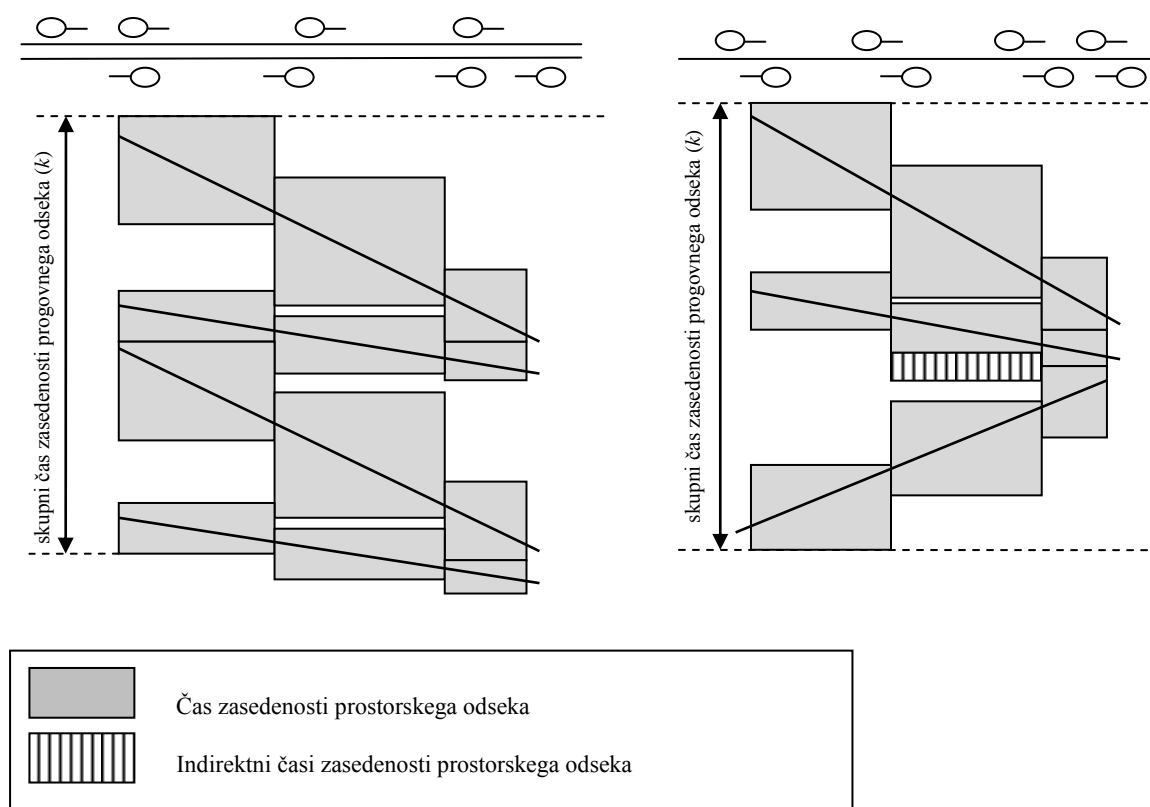 skupni čas zasedenosti progovnega odseka (k)
skupni čas zasedenosti progovnega odseka (k)
Čas zasedenosti prostorskega odseka
Indirektni časi zasedenosti prostorskega odseka